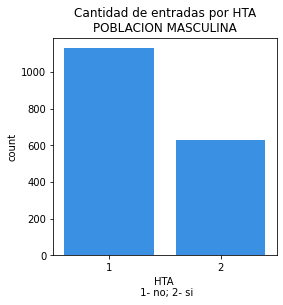 Cantidad de entradas por HTA
POBLACION MASCULINA
1000
800
600
400
200
0
count
1
2
HTA
1- no; 2- si